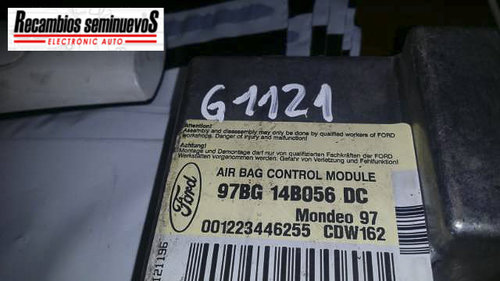 Recambios seminuevoS
ELECTRONIC AUTO
G1121
Attention!
Assembly and disassembly may only be done by qualified workers of FORD
workshops. Danger of injury and malfunction!
Achtung!
Montage und Demontage darf nur von qualifizierten Fachkräften der FORD
Werkstätten vorgenommen werden. Gefahr von Verletzung und Fehlfunktion!
Ford
AIR BAG CONTROL MODULE
97BG 14B056 DC
Mondeo 97
001223446255 CDW162
121196